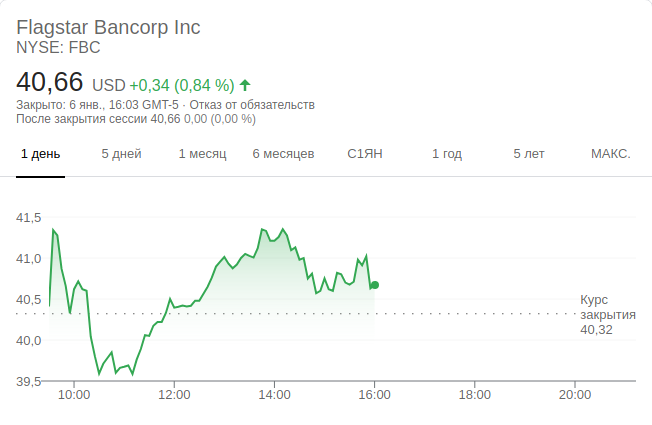 Flagstar Bancorp Inc
NYSE: FBC
40,66 USD +0,34 (0,84 %)
Закрыто: 6 янв., 16:03 GMT-5 · Отказ от обязательств
После закрытия сессии 40,66 0,00 (0,00 %)
1 день 5 дней 1 месяц 6 месяцев С1ЯН 1 год 5 лет МАКС.
41,5
41,0
40,5
Курс
закрытия
40,32
40,0
39,5
10:00 12:00 14:00 16:00 18:00 20:00